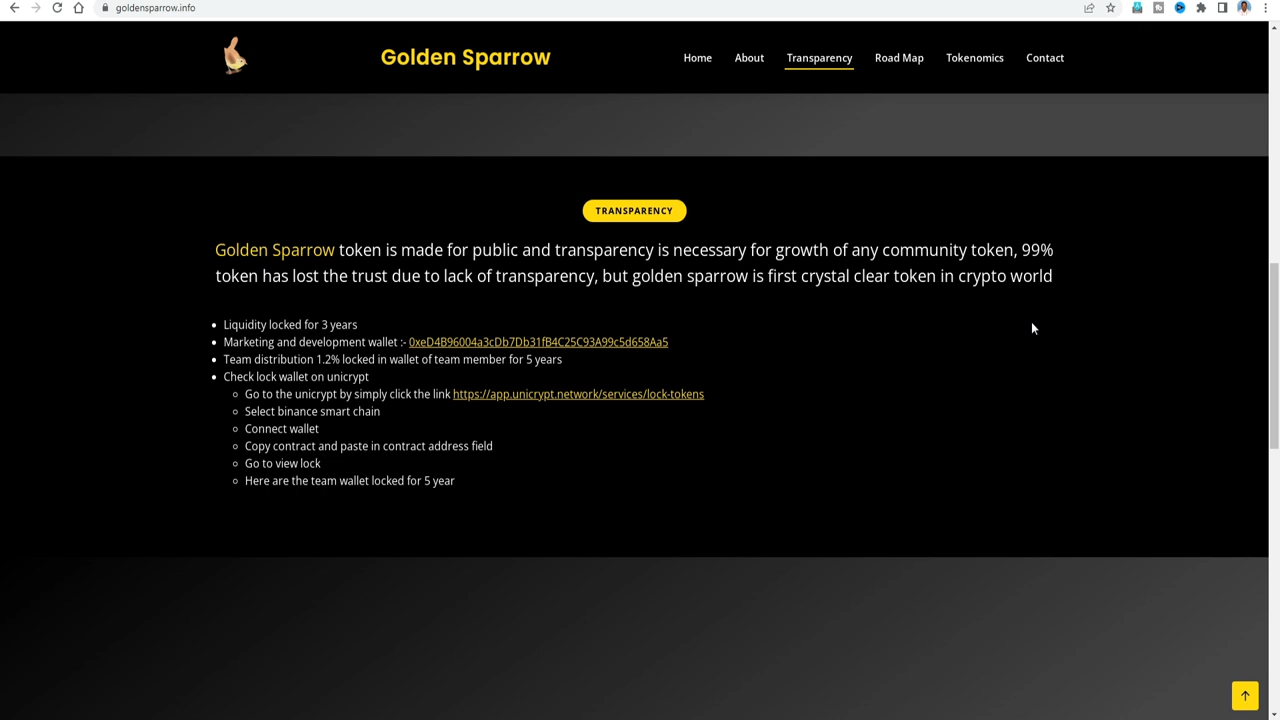 goldensparrow.info
Golden Sparrow
Home About Transparency Road Map Tokenomics Contact
TRANSPARENCY
Golden Sparrow token is made for public and transparency is necessary for growth of any community token, 99%
token has lost the trust due to lack of transparency, but golden sparrow is first crystal clear token in crypto world
Liquidity locked for 3 years
Marketing and development wallet :- 0xeD4B96004a3cDb7Db31fB4C25C93A99c5d658Aa5
Team distribution 1.2% locked in wallet of team member for 5 years
Check lock wallet on unicrypt
Go to the unicrypt by simply click the link https://app.unicrypt.network/services/lock-tokens
Select binance smart chain
Connect wallet
Copy contract and paste in contract address field
Go to view lock
Here are the team wallet locked for 5 year